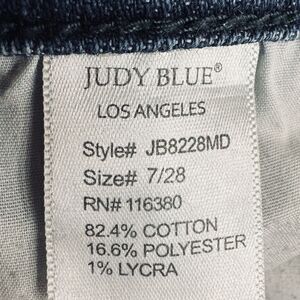 JUDY BLUE®
LOS ANGELES
Style# JB8228MD
Size# 7/28
RN# 116380
82.4% COTTON
16.6% POLYESTER
1% LYCRA